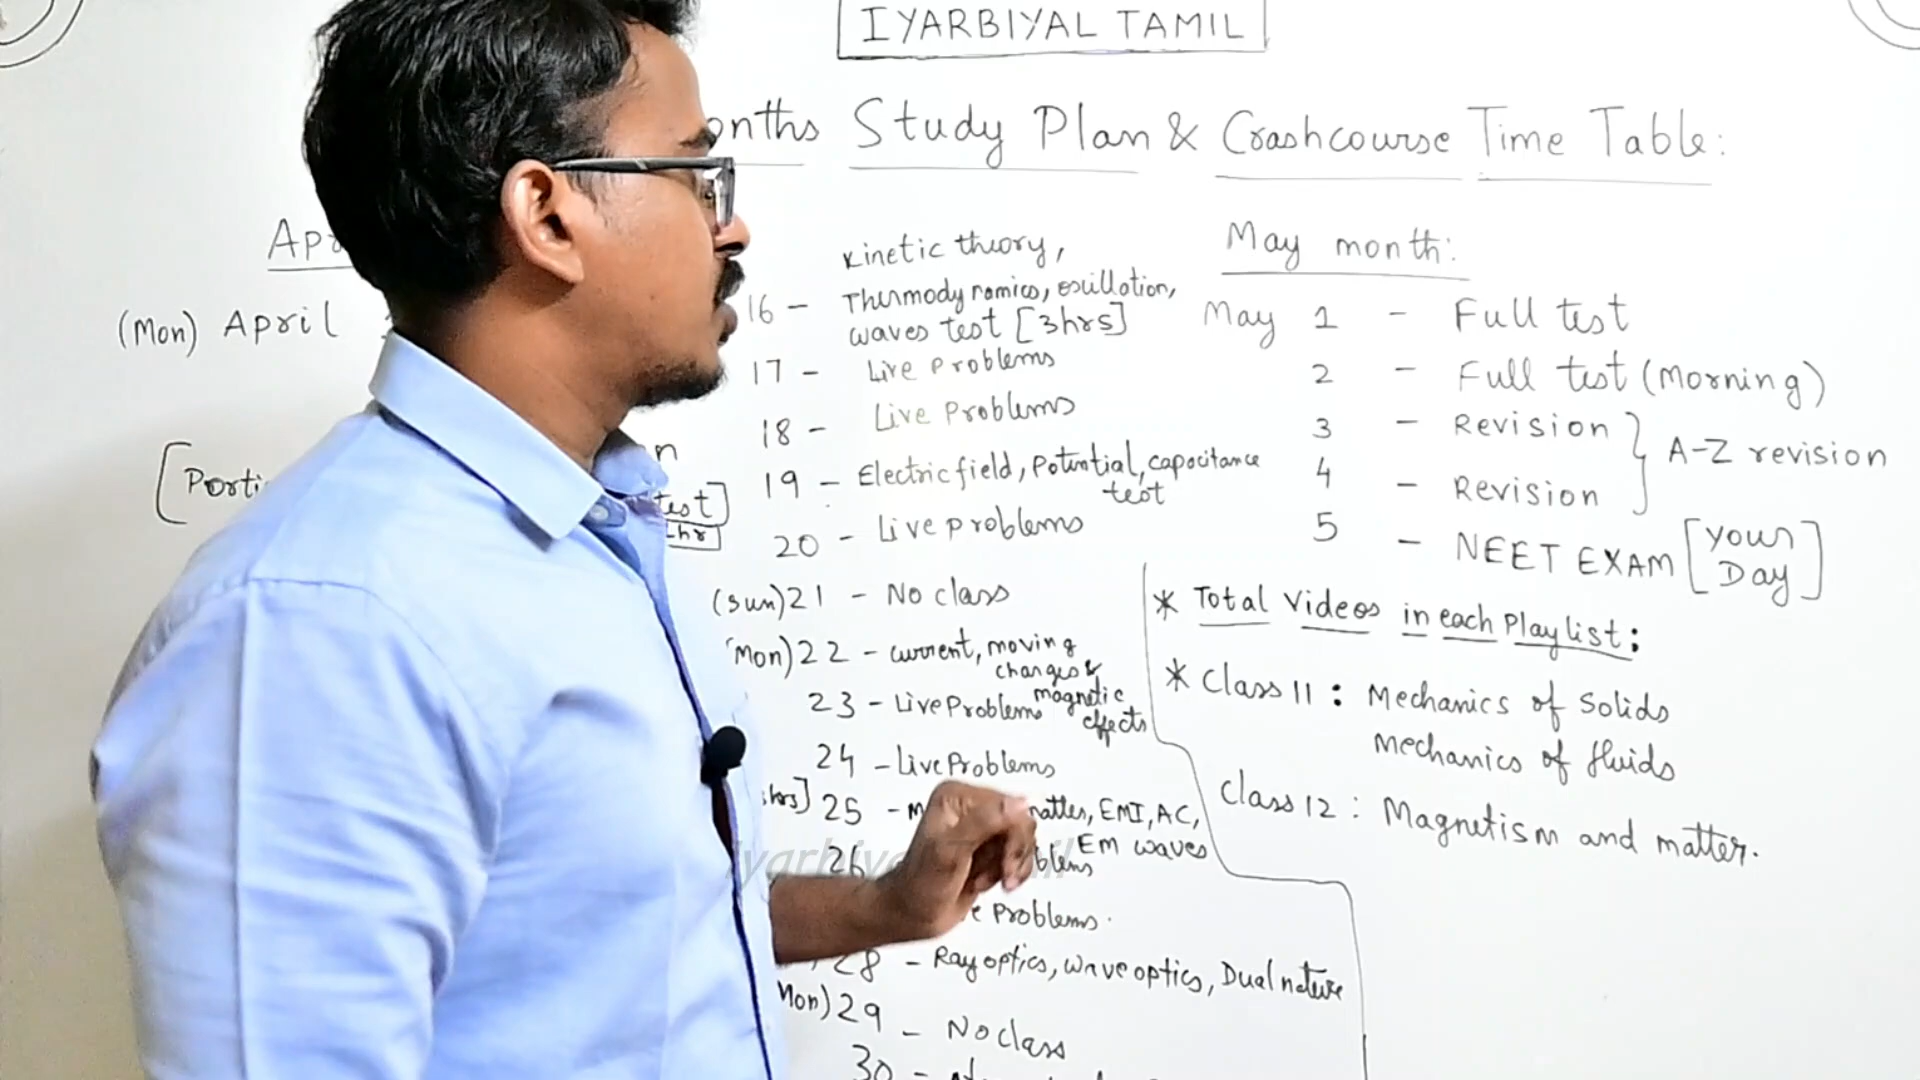 IYARBIYAL TAMIL
Study Plan & Crashcourse Time Table:
(Mon) April
16 - Kinetic theory,
Thermodynamics, oscillation,
waves test [3hrs]
17 - Live Problems
18 - Live Problems
19 - Electric field, Potential, capacitance
test
20 - Live problems
(sun) 21 - No class
Mon) 22 - current, moving
changes &
magnetic
effects
23 - Live Problems
24 - Live Problems
25 - EMI, AC,
Em waves
26
Problems.
28 - Ray optics, wave optics, Dual nature
Mon) 29 - No class
30 -
test]
May month:
May 1 - Full test
2 - Full test (Morning)
3 - Revision } A-Z revision
4 - Revision
5 - NEET EXAM [Your
Day]
* Total Videos in each Playlist:
* Class 11 : Mechanics of Solids
Mechanics of fluids
Class 12 : Magnetism and matter.
Iyarbiyal Tamil